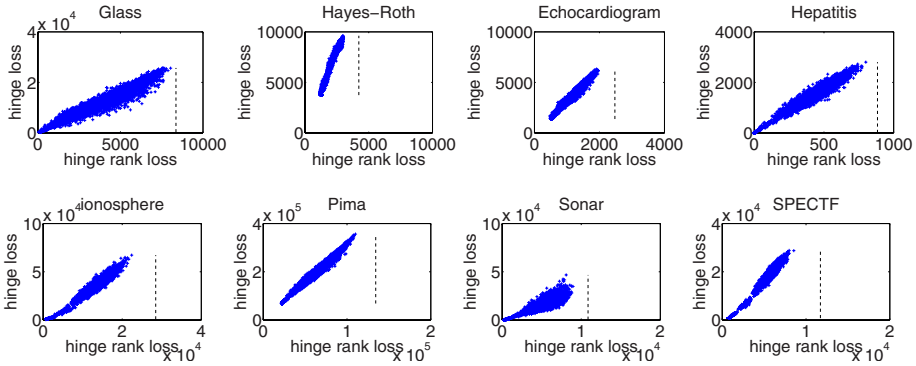 Glass
x 10^4
4
2
0
hinge loss
0 5000 10000
hinge rank loss
Hayes−Roth
10000
5000
0
hinge loss
0 5000 10000
hinge rank loss
Echocardiogram
10000
5000
0
hinge loss
0 2000 4000
hinge rank loss
Hepatitis
4000
2000
0
hinge loss
0 500 1000
hinge rank loss
ionosphere
x 10^4
10
5
0
hinge loss
0 2 4
hinge rank loss
x 10^4
Pima
x 10^5
4
2
0
hinge loss
0 1 2
hinge rank loss
x 10^5
Sonar
x 10^4
10
5
0
hinge loss
0 1 2
hinge rank loss
x 10^4
SPECTF
x 10^4
4
2
0
hinge loss
0 1 2
hinge rank loss
x 10^4